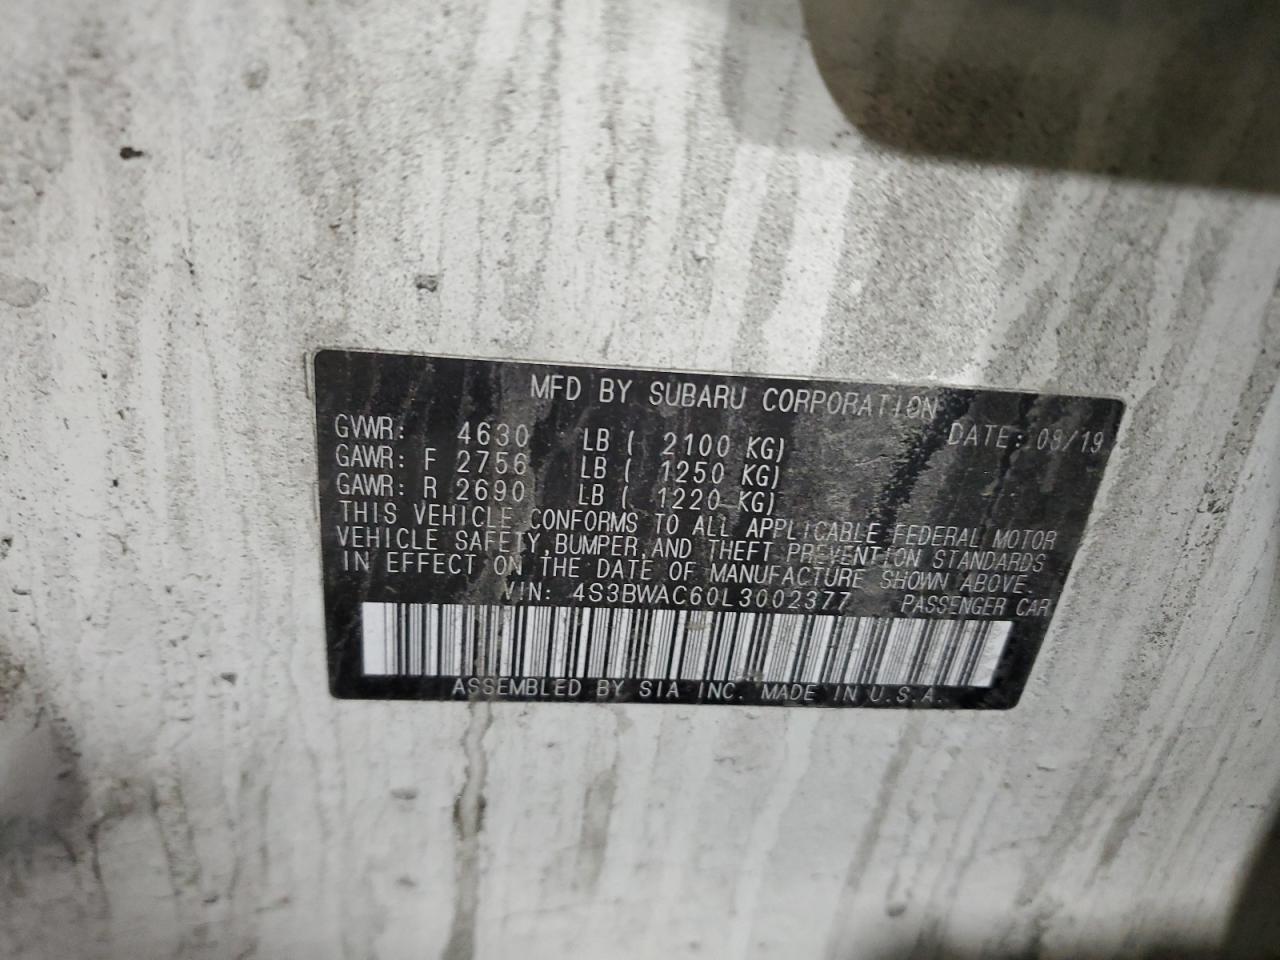 MFD BY SUBARU CORPORATION
GVWR: 4630 LB ( 2100 KG) DATE: 09/19
GAWR: F 2756 LB ( 1250 KG)
GAWR: R 2690 LB ( 1220 KG)
THIS VEHICLE CONFORMS TO ALL APPLICABLE FEDERAL MOTOR
VEHICLE SAFETY, BUMPER, AND THEFT PREVENTION STANDARDS
IN EFFECT ON THE DATE OF MANUFACTURE SHOWN ABOVE.
VIN: 4S3BWAC60L3002377 PASSENGER CAR
ASSEMBLED BY SIA INC. MADE IN U.S.A.